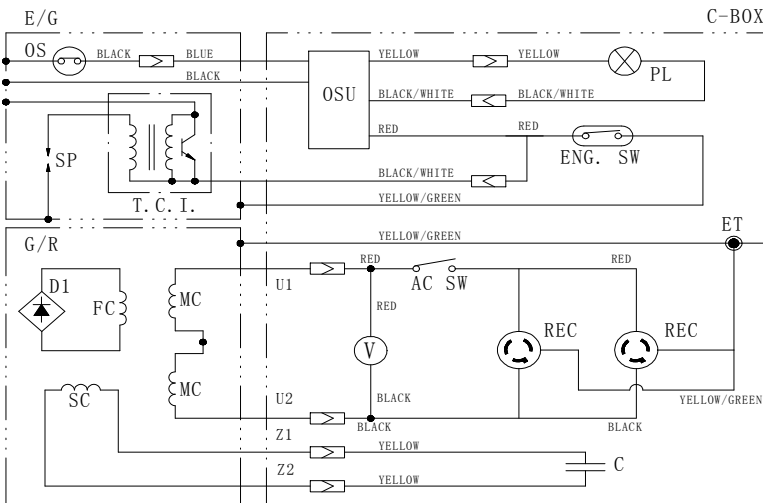 E/G
C-BOX
OS
BLACK
BLUE
YELLOW
YELLOW
BLACK
PL
OSU
BLACK/WHITE
BLACK/WHITE
RED
RED
SP
ENG. SW
BLACK/WHITE
T.C.I.
YELLOW/GREEN
ET
YELLOW/GREEN
G/R
RED
RED
D1
U1
AC SW
FC
MC
RED
REC
REC
V
MC
SC
BLACK
YELLOW/GREEN
U2
BLACK
BLACK
Z1
YELLOW
Z2
YELLOW
C